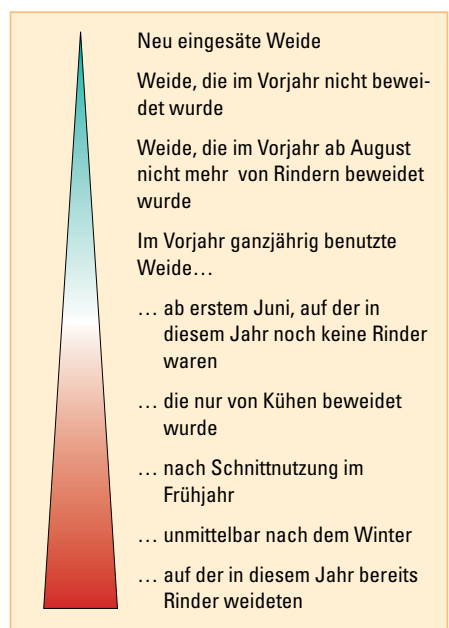 Neu eingesäte Weide
Weide, die im Vorjahr nicht bewei-
det wurde
Weide, die im Vorjahr ab August
nicht mehr von Rindern beweidet
wurde
Im Vorjahr ganzjährig benutzte
Weide…
… ab erstem Juni, auf der in
diesem Jahr noch keine Rinder
waren
… die nur von Kühen beweidet
wurde
… nach Schnittnutzung im
Frühjahr
… unmittelbar nach dem Winter
… auf der in diesem Jahr bereits
Rinder weideten